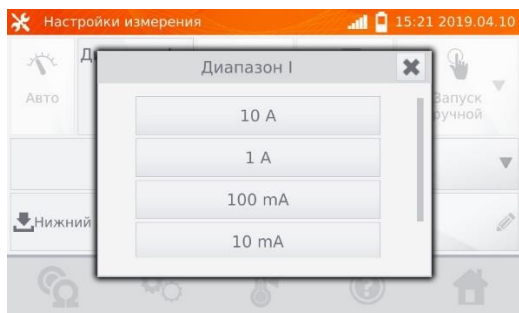 Настройки измерения
15:21 2019.04.10
Диапазон I
Авто
Запуск
ручной
10 A
1 A
100 mA
Нижний
10 mA